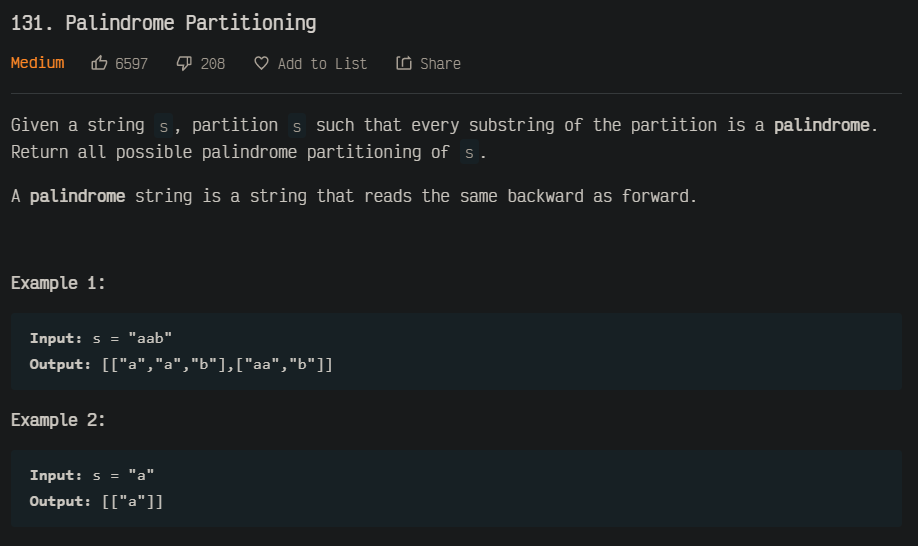 131. Palindrome Partitioning
Medium 6597 208 Add to List Share
Given a string s, partition s such that every substring of the partition is a palindrome.
Return all possible palindrome partitioning of s.
A palindrome string is a string that reads the same backward as forward.
Example 1:
Input: s = "aab"
Output: [["a","a","b"],["aa","b"]]
Example 2:
Input: s = "a"
Output: [["a"]]